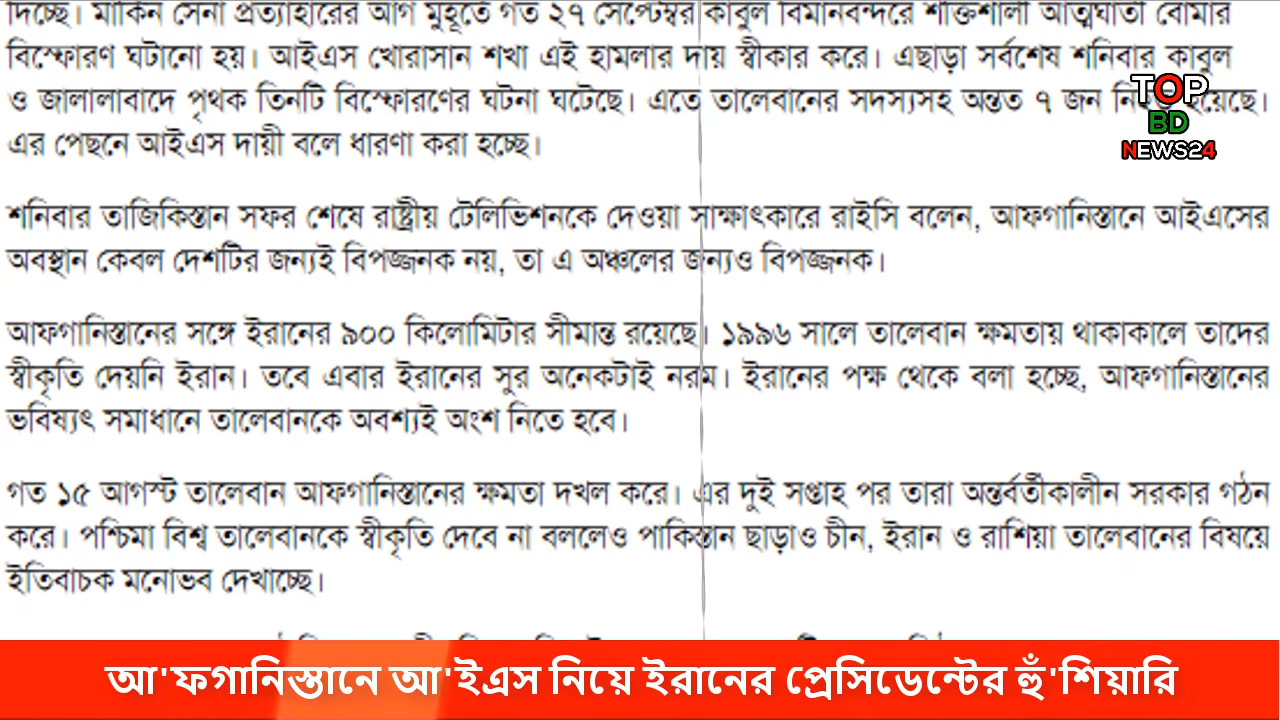 দিচ্ছে। মার্কিন সেনা প্রত্যাহারের আগ মুহূর্তে গত ২৭ সেপ্টেম্বর কাবুল বিমানবন্দরে শক্তিশালী আত্মঘাতী বোমার
বিস্ফোরণ ঘটানো হয়। আইএস খোরাসান শখা এই হামলার দায় স্বীকার করে। এছাড়া সর্বশেষ শনিবার কাবুল
ও জালালাবাদে পৃথক তিনটি বিস্ফোরণের ঘটনা ঘটেছে। এতে তালেবানের সদস্যসহ অন্তত ৭ জন নিহত হয়েছে।
এর পেছনে আইএস দায়ী বলে ধারণা করা হচ্ছে।
TOP
BD
NEWS24
শনিবার তাজিকিস্তান সফর শেষে রাষ্ট্রীয় টেলিভিশনকে দেওয়া সাক্ষাৎকারে রাইসি বলেন, আফগানিস্তানে আইএসের
অবস্থান কেবল দেশটির জন্যই বিপজ্জনক নয়, তা এ অঞ্চলের জন্যও বিপজ্জনক।
আফগানিস্তানের সঙ্গে ইরানের ৯০০ কিলোমিটার সীমান্ত রয়েছে। ১৯৯৬ সালে তালেবান ক্ষমতায় থাকাকালে তাদের
স্বীকৃতি দেয়নি ইরান। তবে এবার ইরানের সুর অনেকটাই নরম। ইরানের পক্ষ থেকে বলা হচ্ছে, আফগানিস্তানের
ভবিষ্যৎ সমাধানে তালেবানকে অবশ্যই অংশ নিতে হবে।
গত ১৫ আগস্ট তালেবান আফগানিস্তানের ক্ষমতা দখল করে। এর দুই সপ্তাহ পর তারা অন্তর্বর্তীকালীন সরকার গঠন
করে। পশ্চিমা বিশ্ব তালেবানকে স্বীকৃতি দেবে না বললেও পাকিস্তান ছাড়াও চীন, ইরান ও রাশিয়া তালেবানের বিষয়ে
ইতিবাচক মনোভব দেখাচ্ছে।
আ'ফগানিস্তানে আ'ইএস নিয়ে ইরানের প্রেসিডেন্টের হুঁ'শিয়ারি